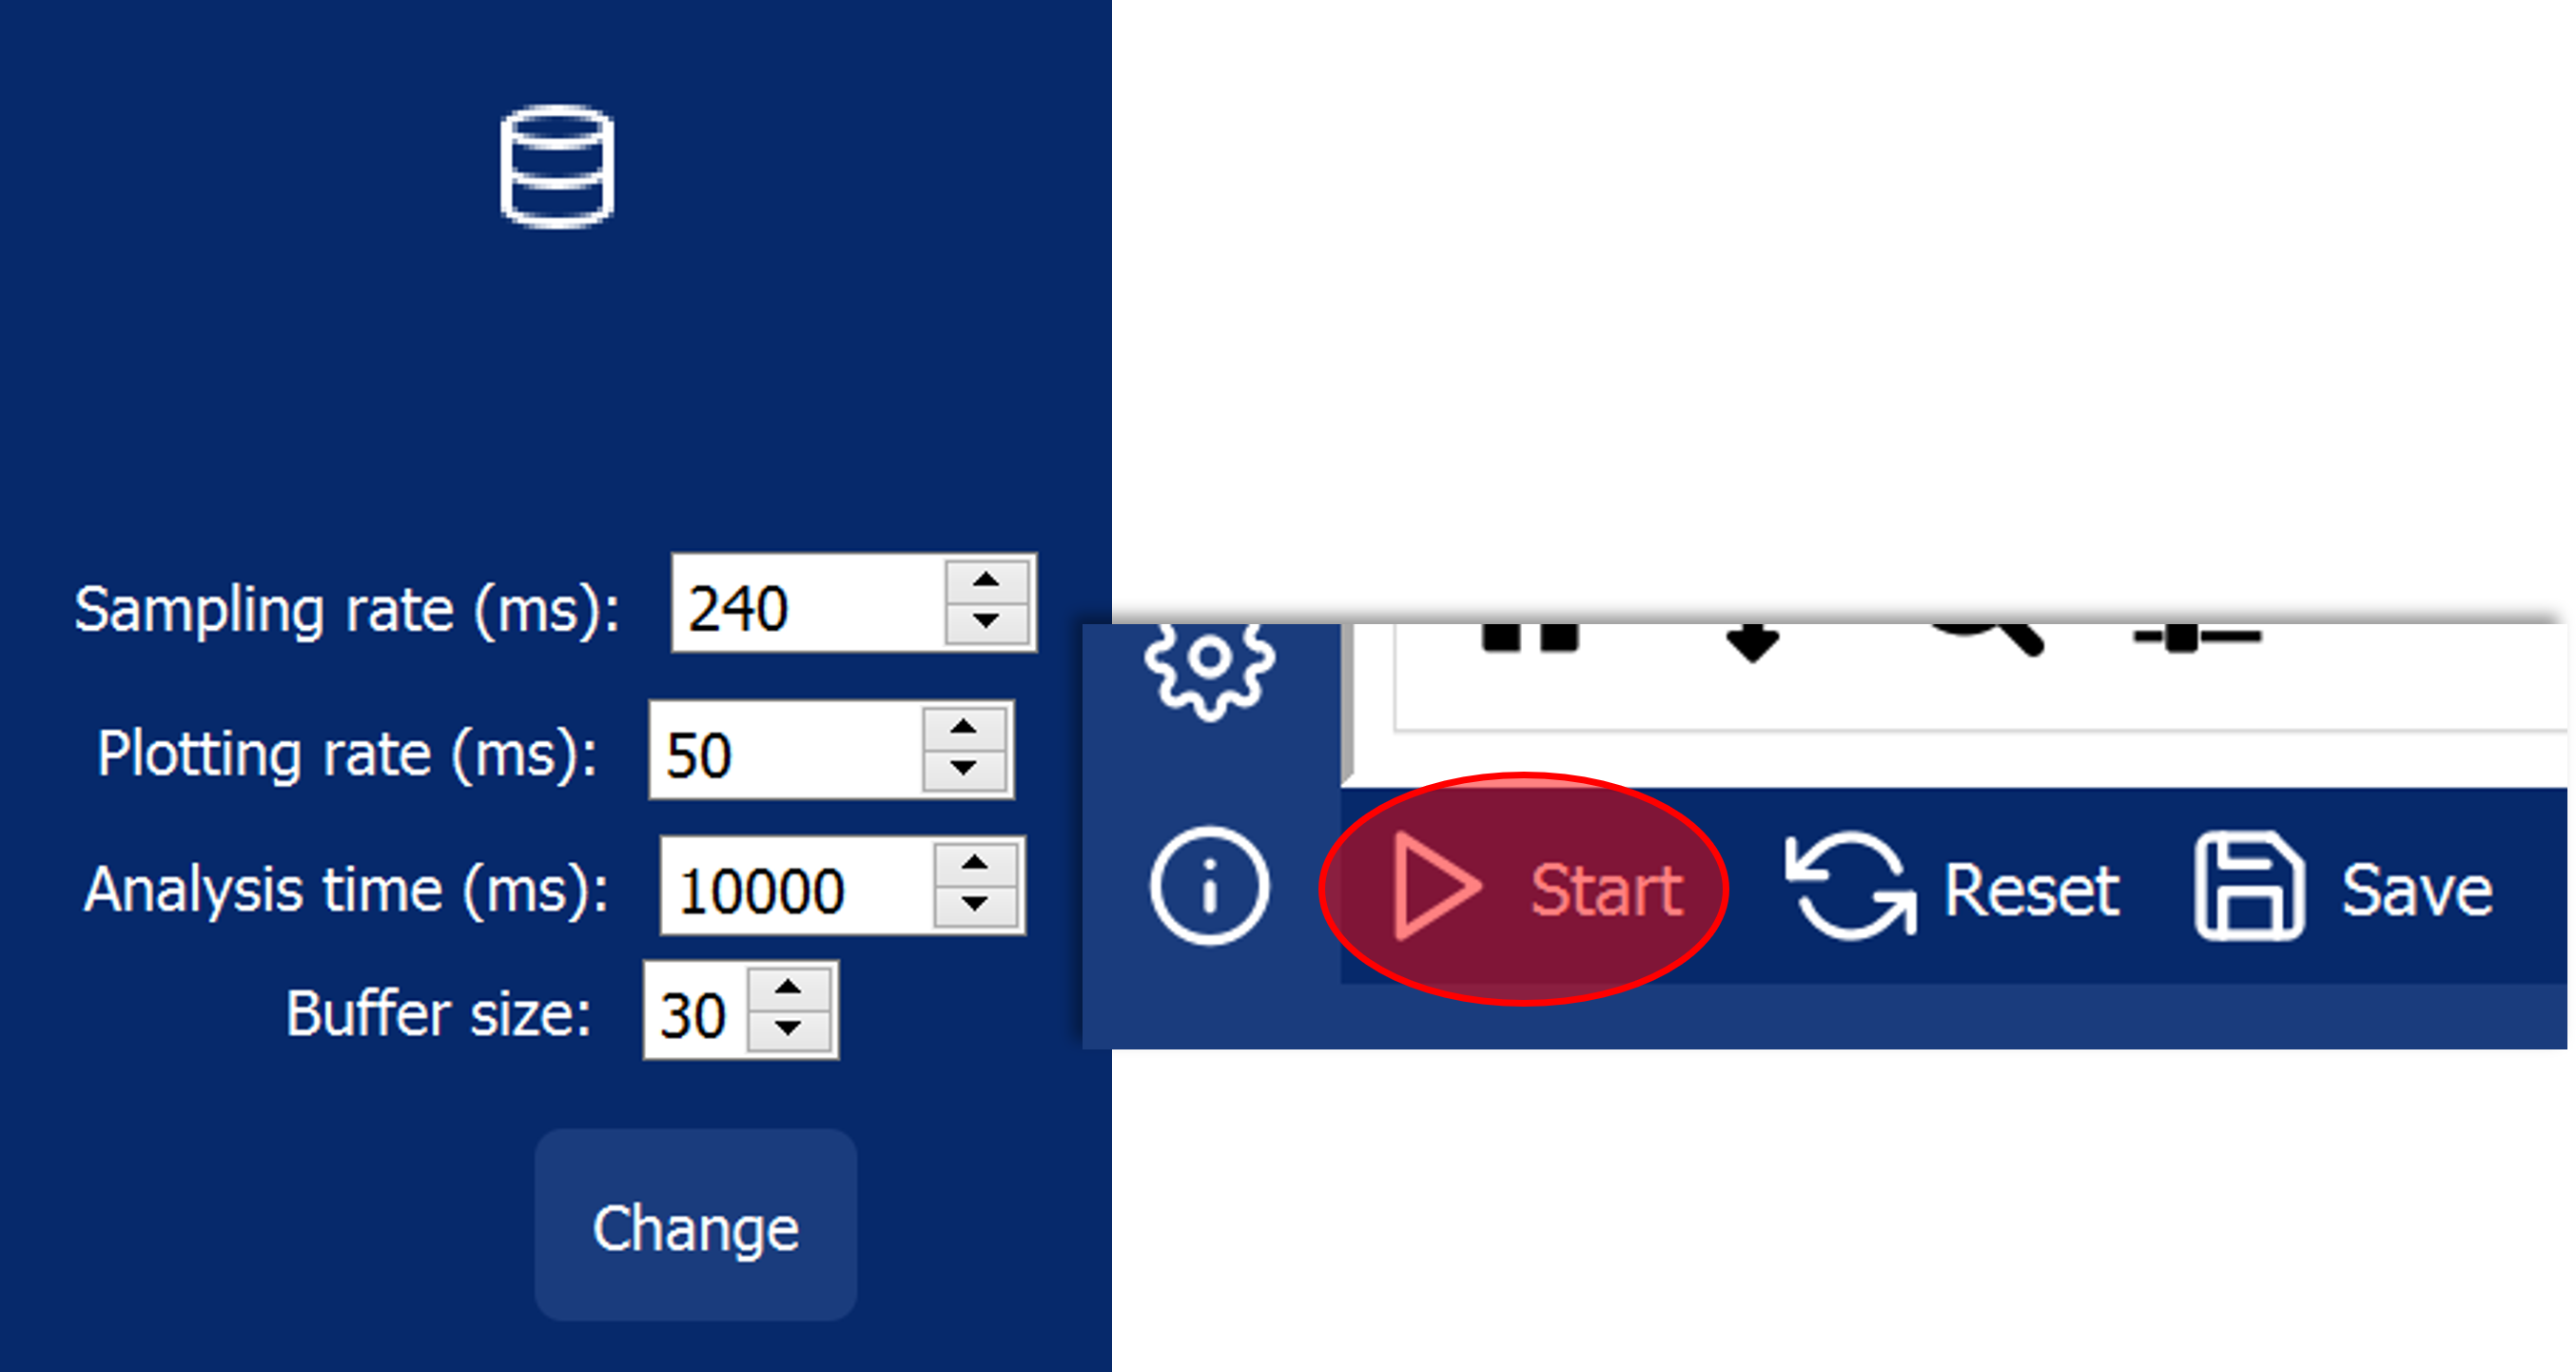 Sampling rate (ms): 240
Plotting rate (ms): 50
Analysis time (ms): 10000
Buffer size: 30
Change
Start Reset Save